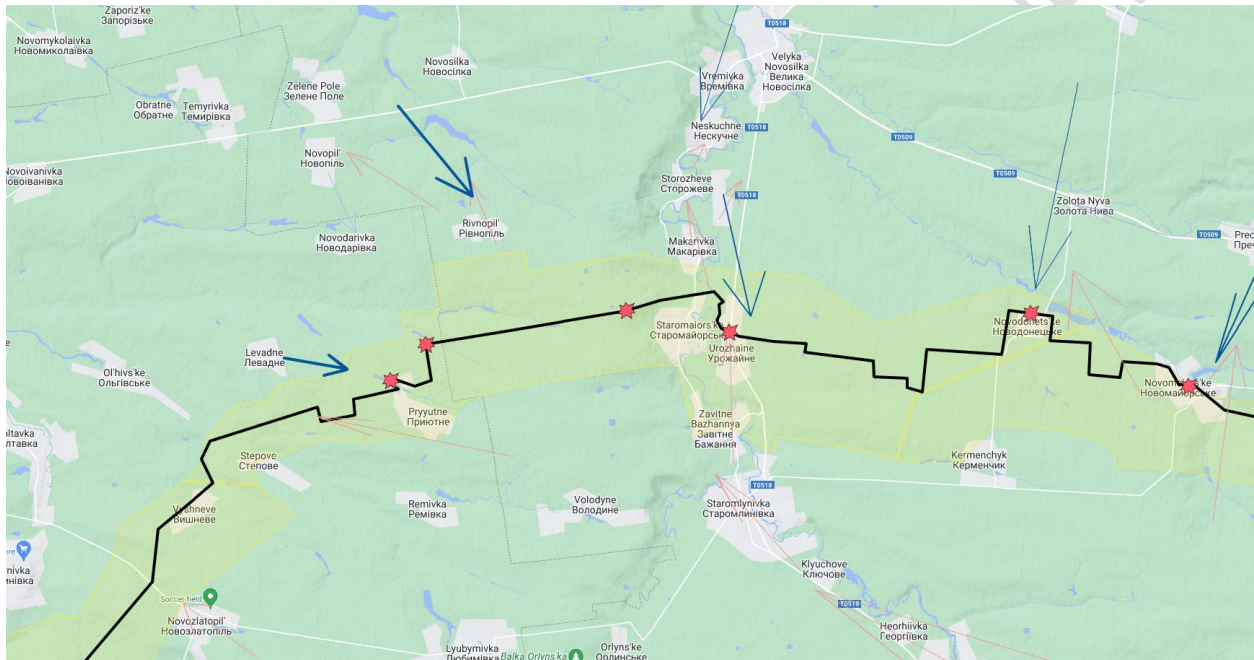 Zaporiz'ke
Запорізьке
T0518
T0518
Novomykolaivka
Новомиколаївка
Novosilka
Новосілка
Velyka
Novosilka
Велика
Новосілка
Vremivka
Времівка
Zelene Pole
Зелене Поле
Obratne
Обратне
Temyrivka
Темирівка
Neskuchne
Нескучне
T0518
T0509
Novopil'
Новопіль
Novoivanivka
Новоіванівка
Storozheve
Сторожеве
T0509
T0518
Zolota Nyva
Золота Нива
Rivnopil'
Рівнопіль
T0509
Novodarivka
Новодарівка
Makarivka
Макарівка
Staromaiors'ke
Старомайорське
Novodonets'ke
Новодонецьке
Urozhaine
Урожайне
Levadne
Левадне
Ol'hivs'ke
Ольгівське
Новомайорське
Pryyutne
Приютне
Zavitne
Bazhannya
Завітне
Бажання
Stepove
Степове
Kermenchyk
Керменчик
T0518
Remivka
Ремівка
Volodyne
Володине
Staromlynivka
Старомлинівка
Vyshneve
Вишневе
Klyuchove
Ключове
Soccer field
T0518
Novozlatopil'
Новозлатопіль
Heorhiivka
Георгіївка
Lyubymivka
Любимівка
Balka Orlyns'ka
Orlyns'ke
Орлинське